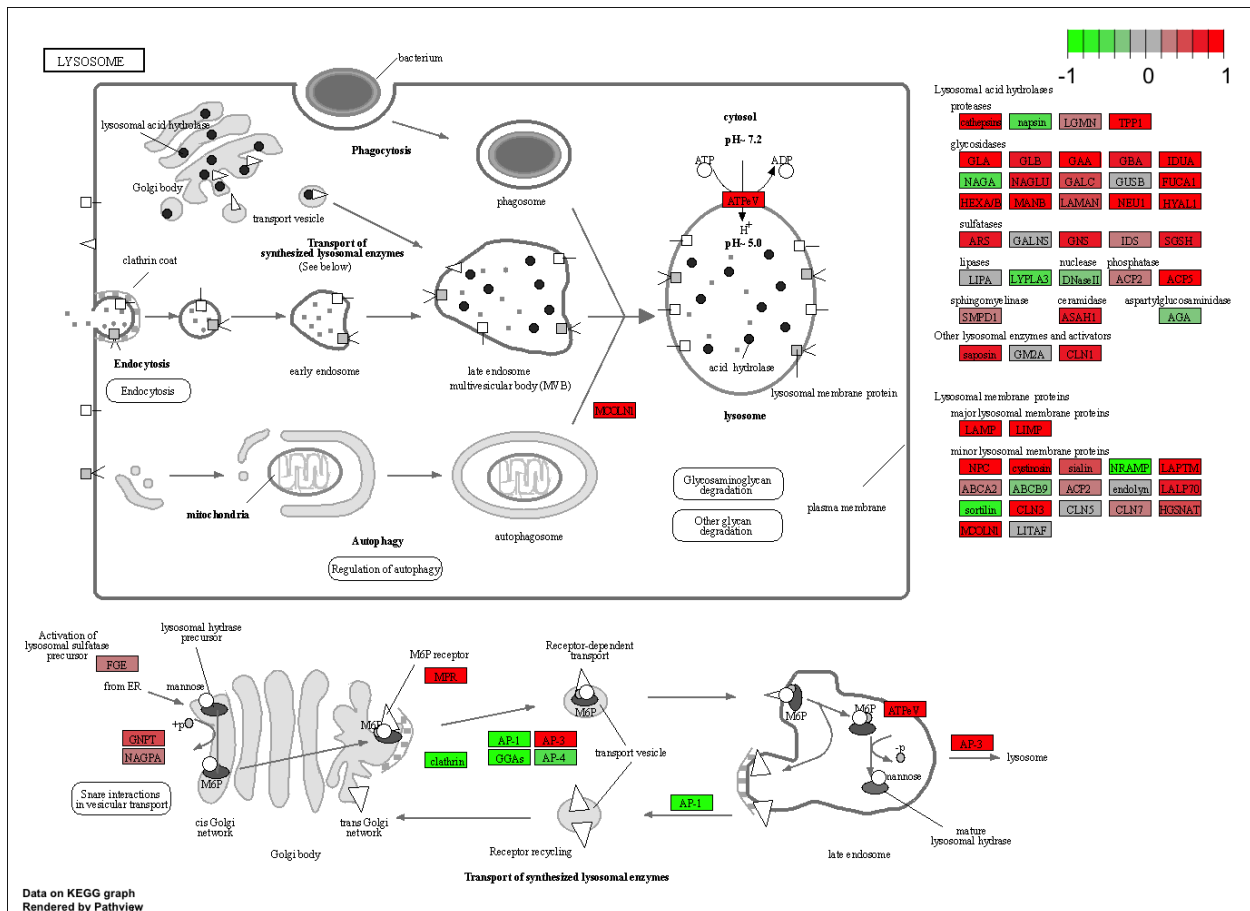 LYSOSOME
bacterium
-1 0 1
lysosomal acid hydrolase
Phagocytosis
Golgi body
transport vesicle
phagosome
cytosol
pH~ 7.2
ATP
ADP
ATPeV
H+
pH~ 5.0
Transport of
synthesized lysosomal enzymes
(See below)
clathrin coat
Endocytosis
Endocytosis
early endosome
late endosome
multivesicular body (MVB)
acid hydrolase
lysosomal membrane protein
lysosome
MCOLN1
mitochondria
Autophagy
Regulation of autophagy
autophagosome
Glycosaminoglycan
degradation
Other glycan
degradation
plasma membrane
Lysosomal acid hydrolases
proteases
cathepsins napsin LGMN TPP1
glycosidases
GLA GLB GAA GBA IDUA
NAGA NAGLU GALC GUSB FUCA1
HEXA/B MANB LAMAN NEU1 HYAL1
sulfatases
ARS GALNS GNS IDS SGSH
lipases nuclease phosphatase
LIPA LYPLA3 DNaseII ACP2 ACP5
sphingomyelinase ceramidase aspartylglucosaminidase
SMPD1 ASAH1 AGA
Other lysosomal enzymes and activators
saposin GM2A CLN1
Lysosomal membrane proteins
major lysosomal membrane proteins
LAMP LIMP
minor lysosomal membrane proteins
NPC cystinosin sialin NRAMP LAPTM
ABCA2 ABCB9 ACP2 endolyn LALP70
sortilin CLN3 CLN5 CLN7 HGSNAT
MCOLN1 LITAF
Activation of
lysosomal sulfatase
precursor
FGE
from ER
lysosomal hydrase
precursor
mannose
+p
GNPT
NAGPA
M6P
Snare interactions
in vesicular transport
cis Golgi
network
Golgi body
trans Golgi
network
M6P
M6P receptor
MPR
clathrin
AP-1 AP-3
GGAs AP-4
Receptor-dependent
transport
M6P
transport vesicle
Receptor recycling
AP-1
M6P
M6P
ATPeV
-p
mannose
mature
lysosomal hydrase
late endosome
AP-3
lysosome
Transport of synthesized lysosomal enzymes
Data on KEGG graph
Rendered by Pathview